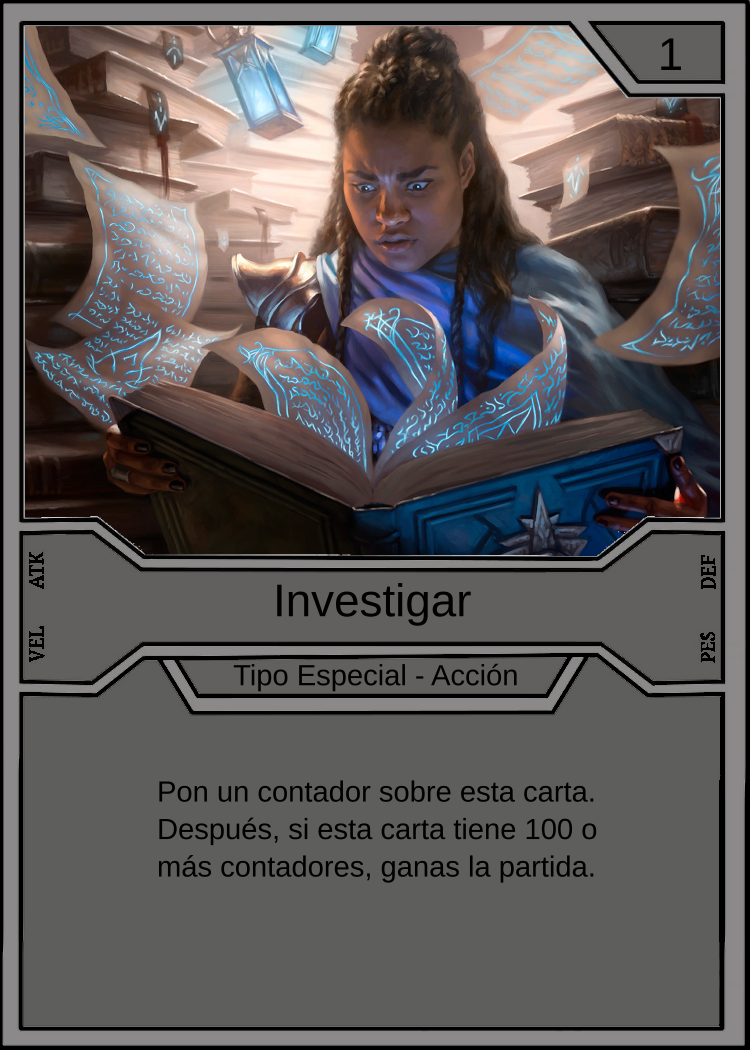 1
ATK
DEF
Investigar
VEL
PES
Tipo Especial - Acción
Pon un contador sobre esta carta.
Después, si esta carta tiene 100 o
más contadores, ganas la partida.